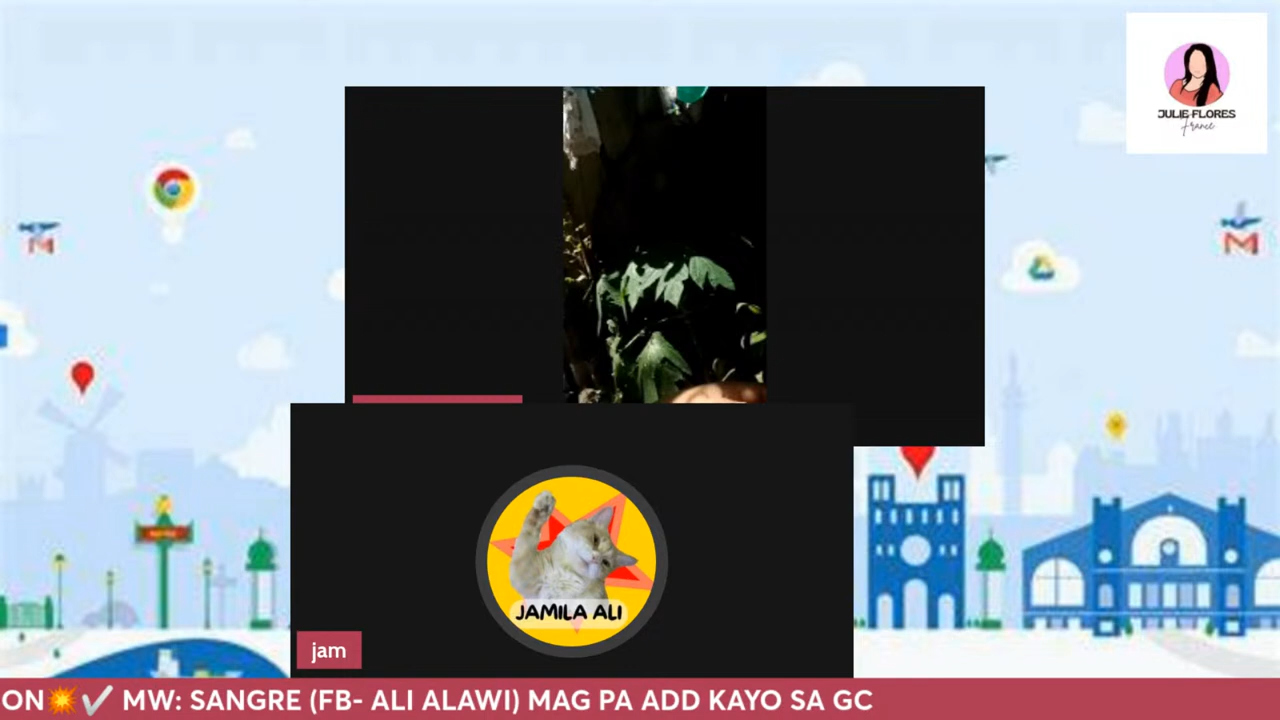 JULIE FLORES
France
JAMILA ALI
jam
ON💥✔️ MW: SANGRE (FB- ALI ALAWI) MAG PA ADD KAYO SA GC